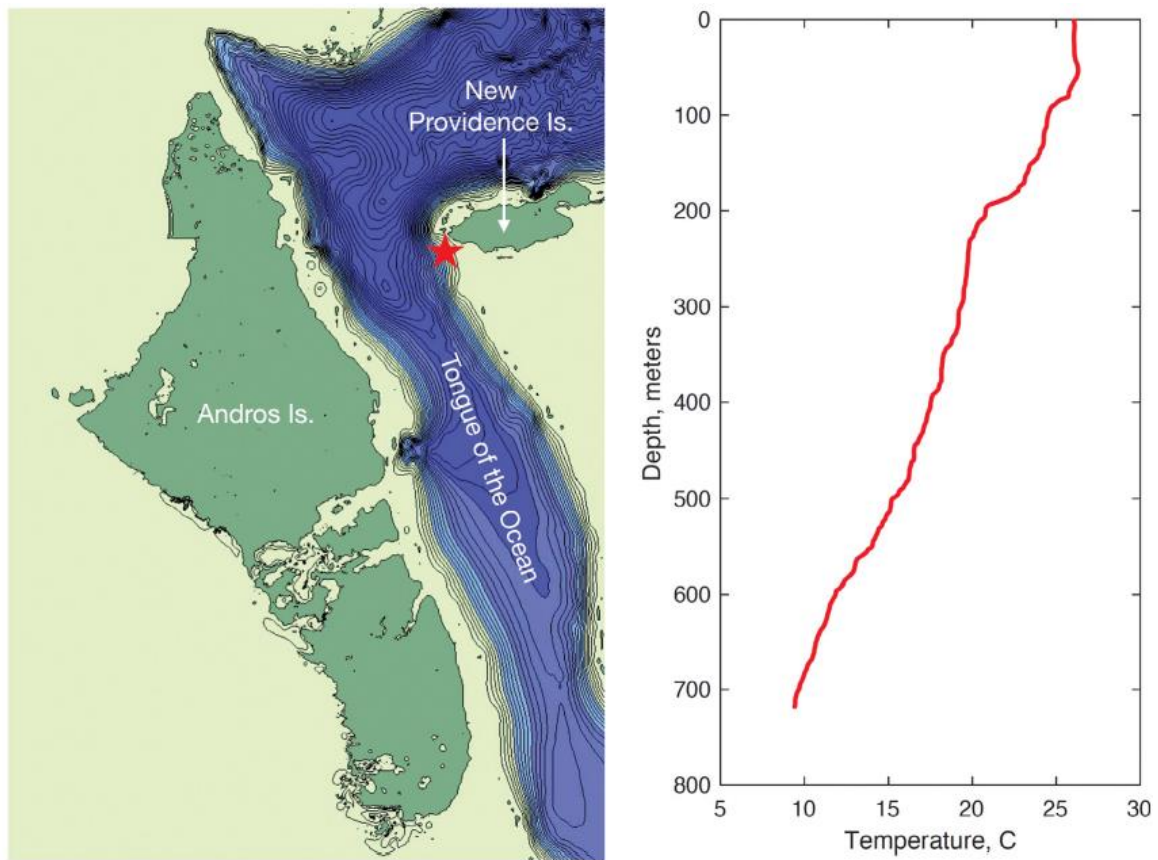 New
Providence Is.
Andros Is.
Tongue of the Ocean
0
100
200
300
400
500
600
700
800
Depth, meters
5
10
15
20
25
30
Temperature, C